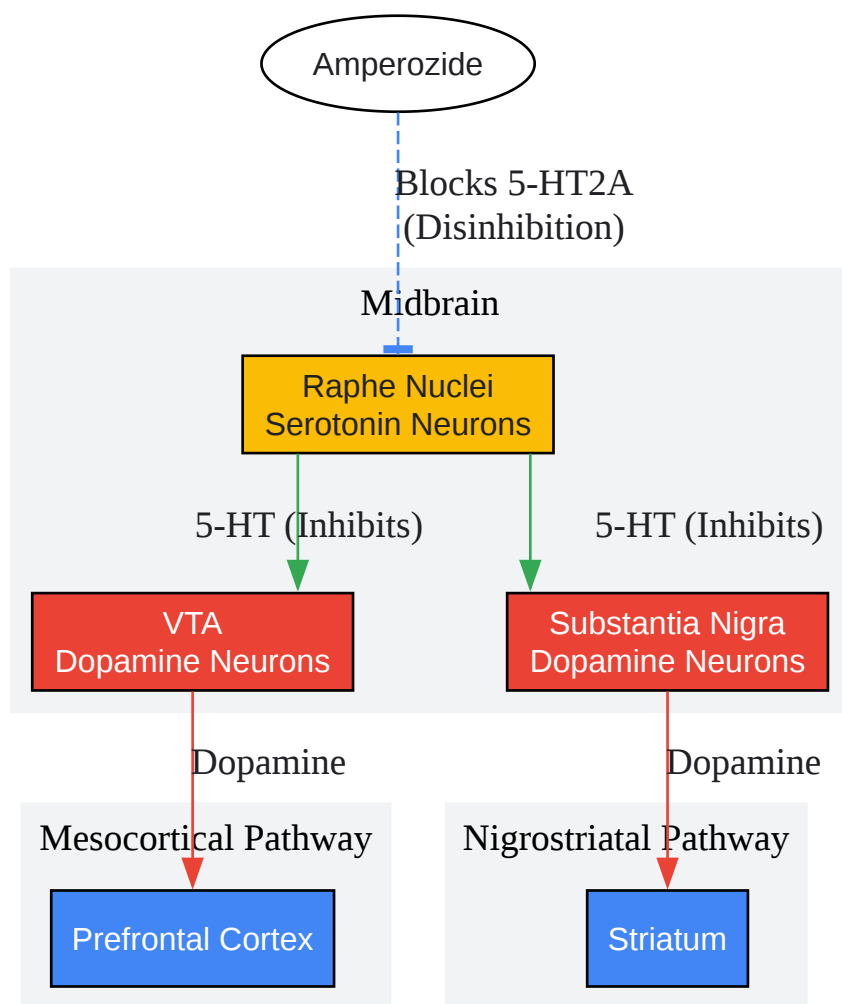 Amperozide
Blocks 5-HT2A
(Disinhibition)
Midbrain
Raphe Nuclei
Serotonin Neurons
5-HT (Inhibits)
5-HT (Inhibits)
VTA
Dopamine Neurons
Substantia Nigra
Dopamine Neurons
Dopamine
Dopamine
Mesocortical Pathway
Nigrostriatal Pathway
Prefrontal Cortex
Striatum